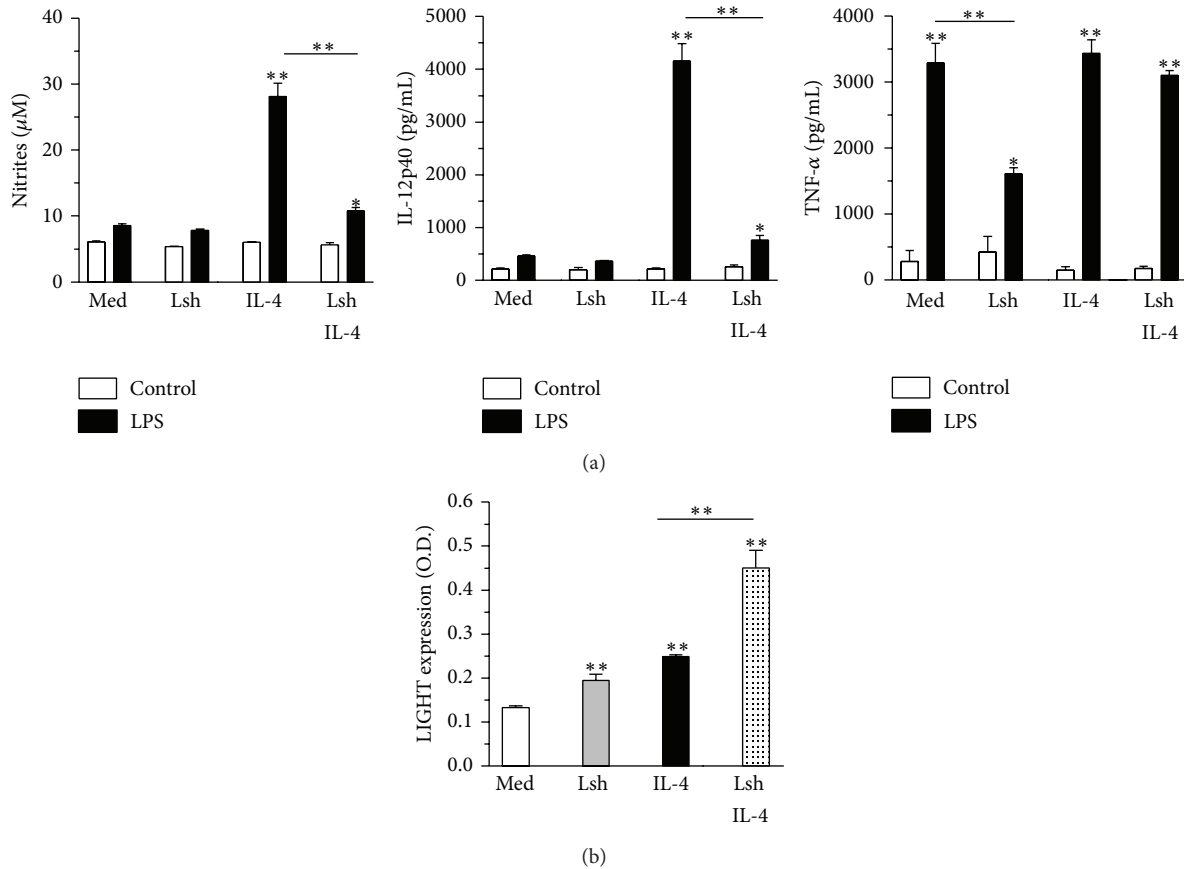 40
30
20
10
0
Nitrites (μM)
**
**
*
Med Lsh IL-4 Lsh
IL-4
Control
LPS
5000
4000
3000
2000
1000
0
IL-12p40 (pg/mL)
**
**
*
Med Lsh IL-4 Lsh
IL-4
Control
LPS
4000
3000
2000
1000
0
TNF-α (pg/mL)
**
**
*
**
**
Med Lsh IL-4 Lsh
IL-4
Control
LPS
(a)
0.6
0.5
0.4
0.3
0.2
0.1
0.0
LIGHT expression (O.D.)
**
**
**
**
Med Lsh IL-4 Lsh
IL-4
(b)